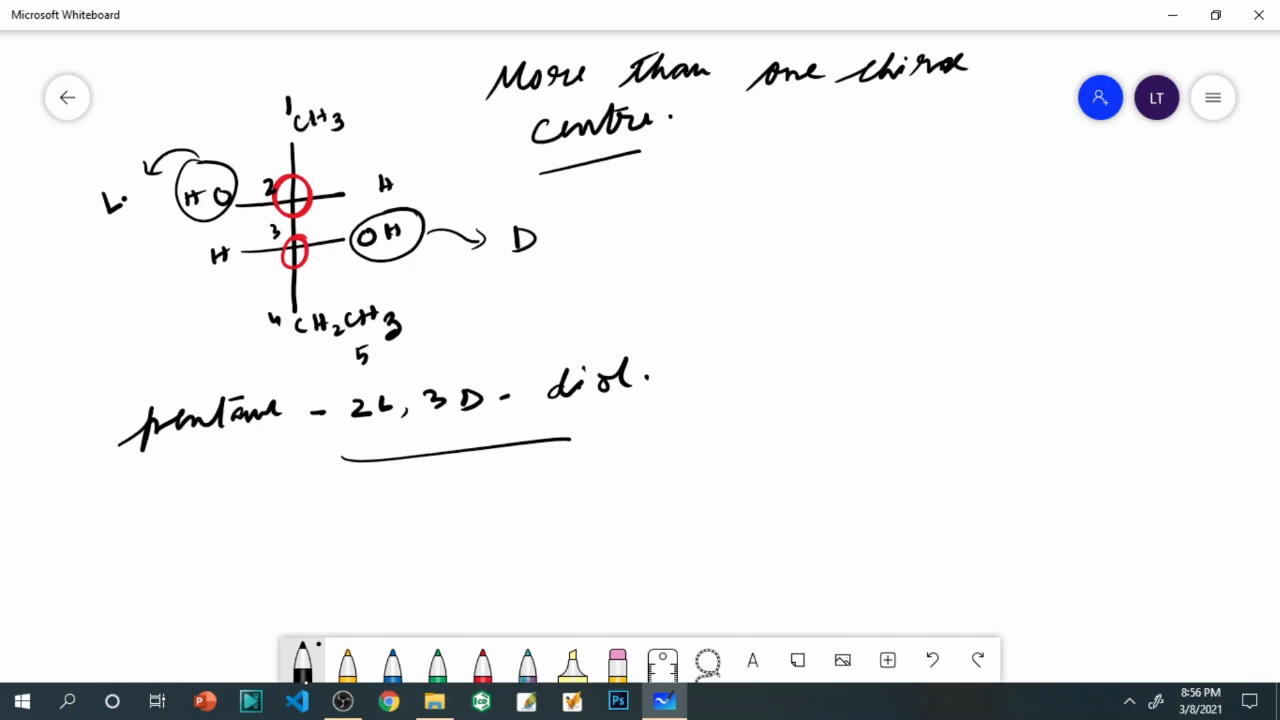 Microsoft Whiteboard
More than one chiral
centre.
LT
1
CH3
L. HO 2 H
3
H OH D
4 CH2CH3
5
pentane - 2L, 3D - diol.
8:56 PM
3/8/2021